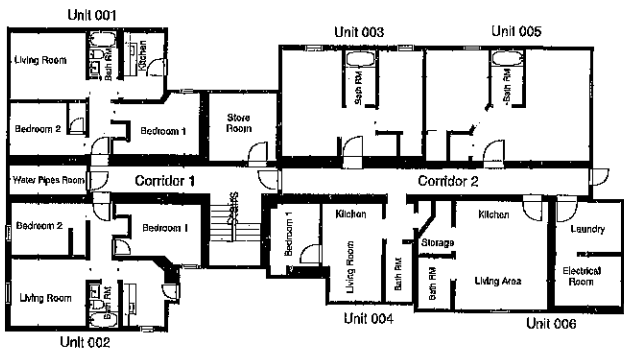 Unit 001
Unit 003
Unit 005
Living Room
Bath RM
Kitchen
Bath RM
Bath RM
Bedroom 2
Bedroom 1
Store
Room
Water Pipes Room
Corridor 1
Corridor 2
Stairs
Bedroom 2
Bedroom 1
Bedroom 1
Kitchen
Living Room
Bath RM
Storage
Kitchen
Laundry
Living Room
Bath RM
Bath RM
Living Area
Electrical
Room
Unit 002
Unit 004
Unit 006